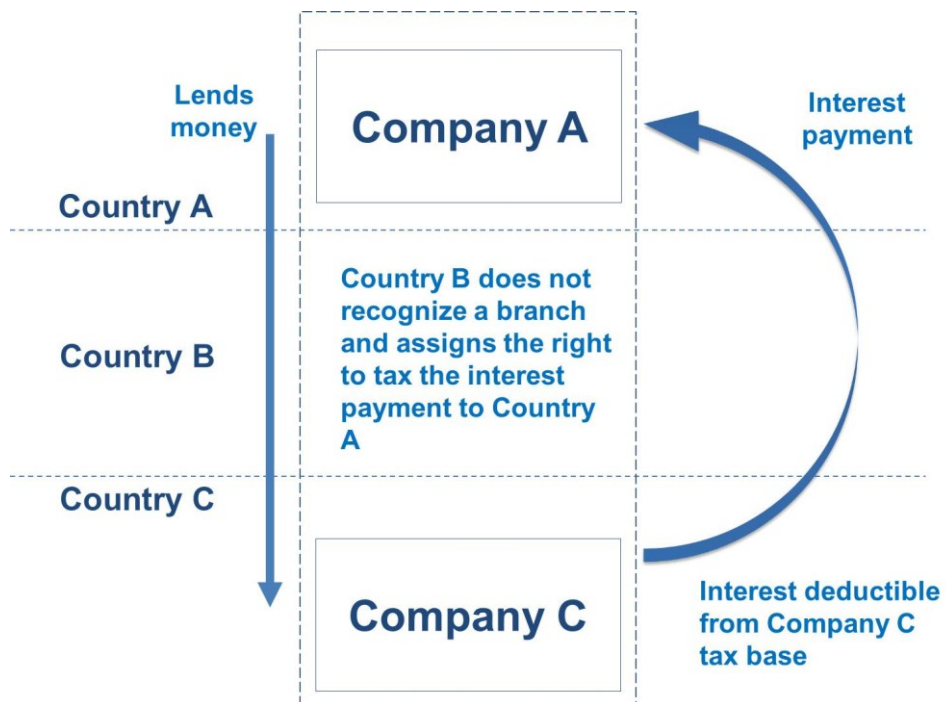 Lends
money
Company A
Interest
payment
Country A
Country B does not
recognize a branch
and assigns the right
to tax the interest
payment to Country
A
Country B
Country C
Company C
Interest deductible
from Company C
tax base